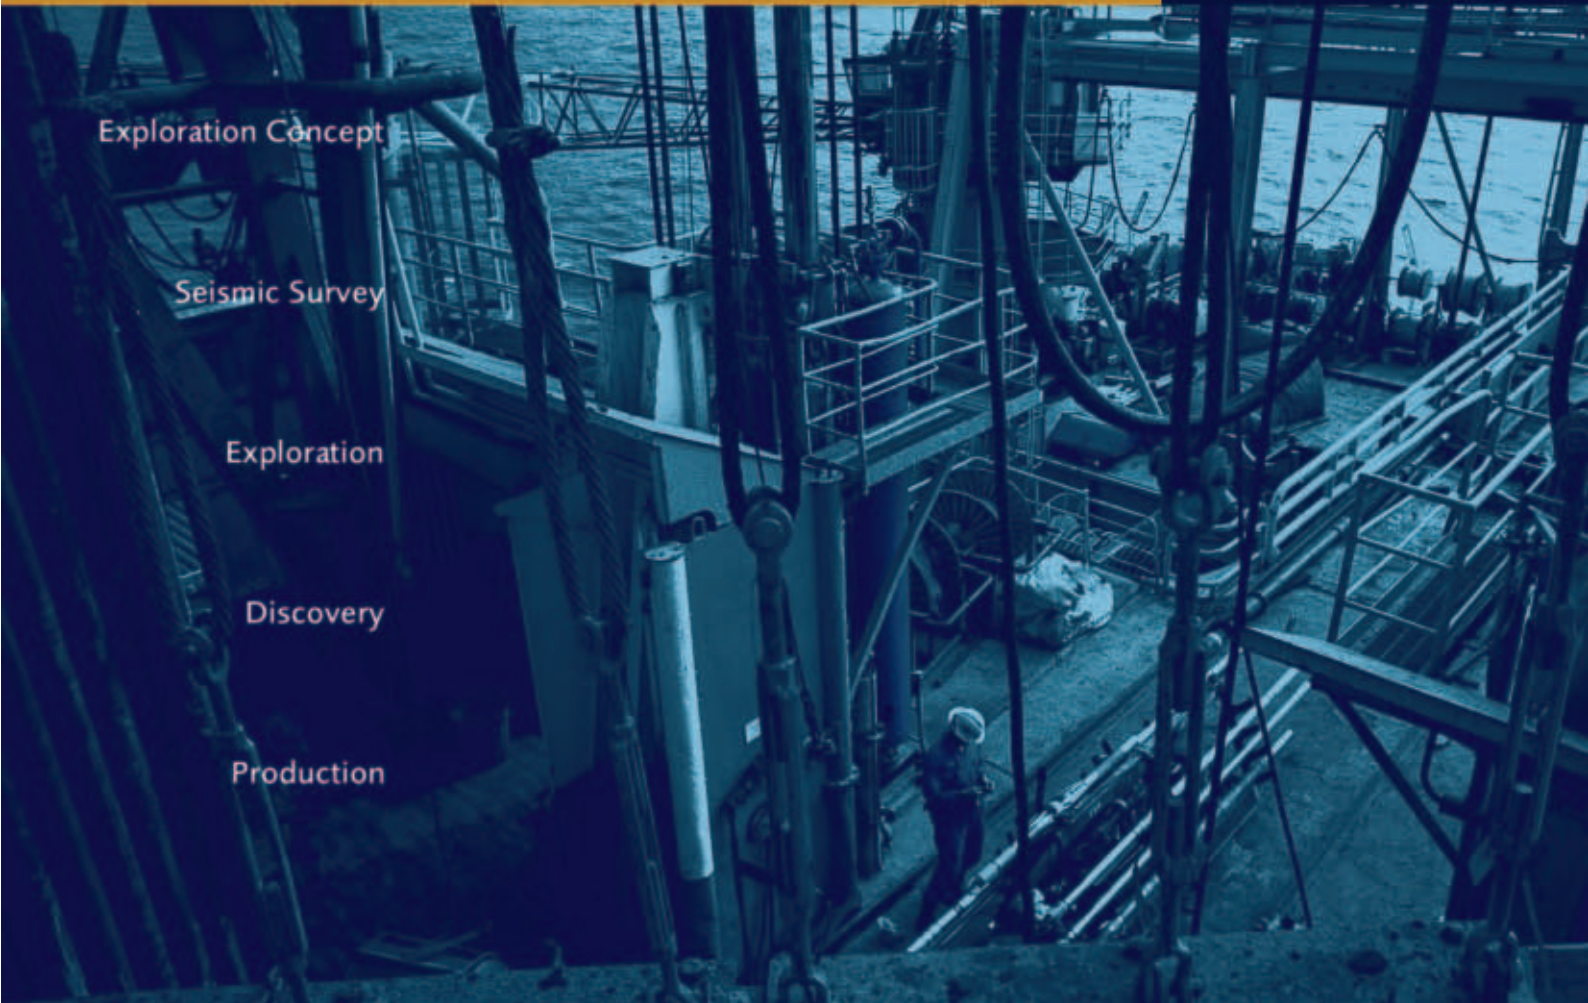 Exploration Concept
Seismic Survey
Exploration
Discovery
Production